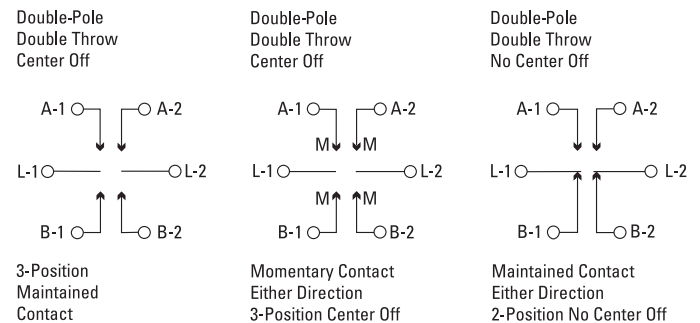 Double-Pole
Double Throw
Center Off
A-1 A-2
L-1 L-2
B-1 B-2
3-Position
Maintained
Contact
Double-Pole
Double Throw
Center Off
A-1 A-2
M M
L-1 L-2
M M
B-1 B-2
Momentary Contact
Either Direction
3-Position Center Off
Double-Pole
Double Throw
No Center Off
A-1 A-2
L-1 L-2
B-1 B-2
Maintained Contact
Either Direction
2-Position No Center Off